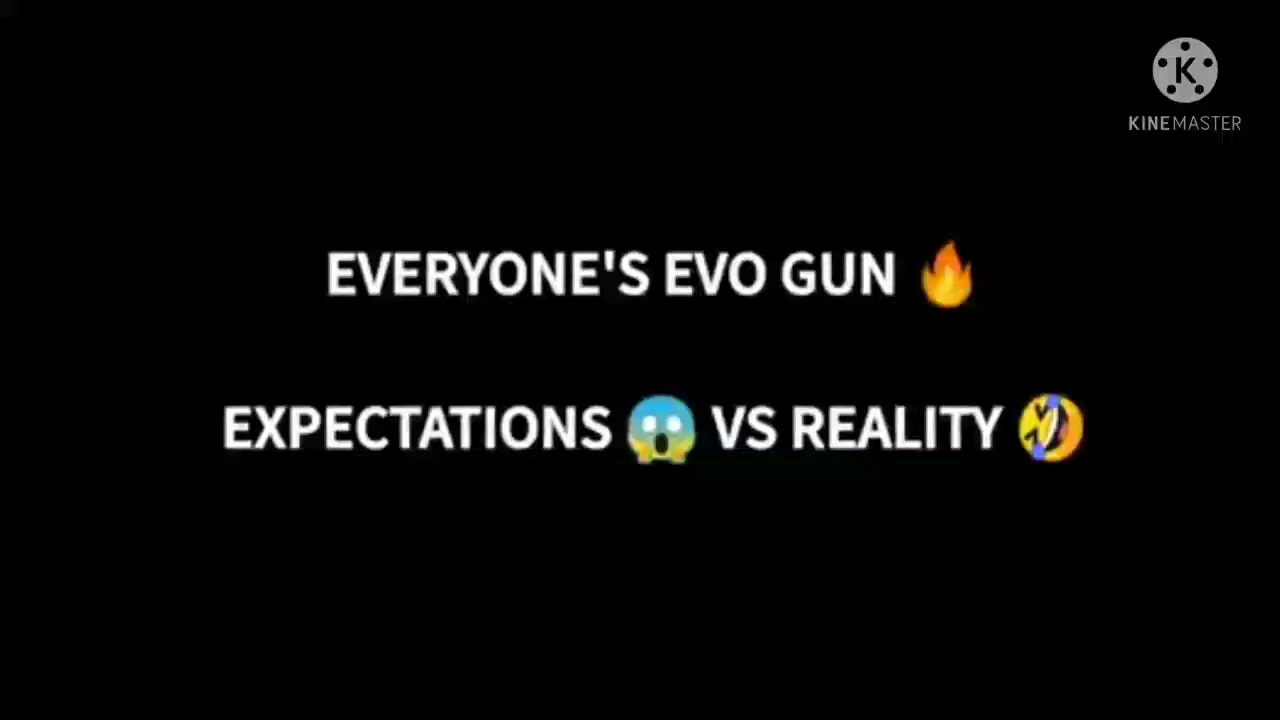 K
KINEMASTER
EVERYONE'S EVO GUN 🔥
EXPECTATIONS 😱 VS REALITY 🤣